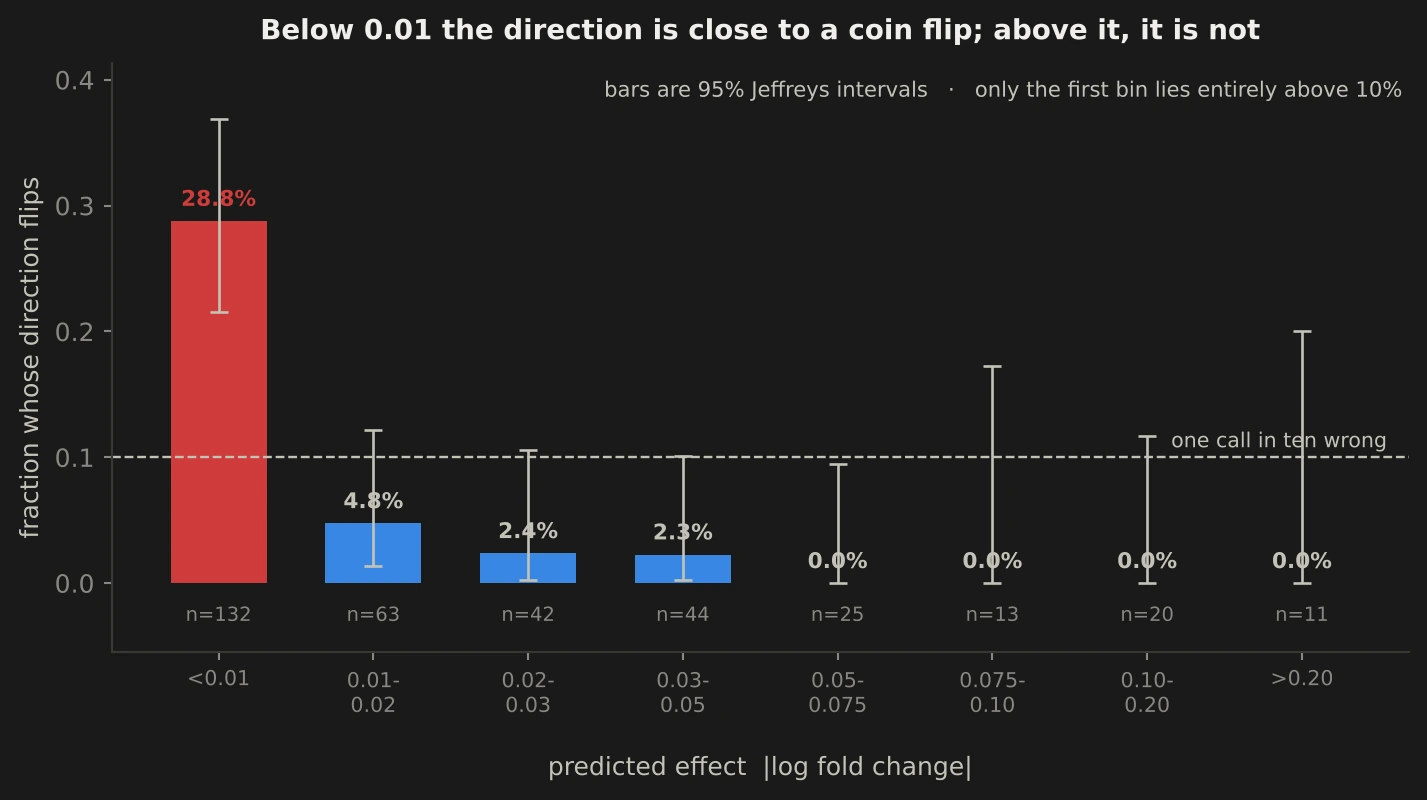 Below 0.01 the direction is close to a coin flip; above it, it is not
bars are 95% Jeffreys intervals · only the first bin lies entirely above 10%
fraction whose direction flips
0.4
0.3
0.2
0.1
0.0
28.8%
4.8%
2.4%
2.3%
0.0%
0.0%
0.0%
0.0%
one call in ten wrong
n=132
n=63
n=42
n=44
n=25
n=13
n=20
n=11
<0.01
0.01-
0.02
0.02-
0.03
0.03-
0.05
0.05-
0.075
0.075-
0.10
0.10-
0.20
>0.20
predicted effect |log fold change|